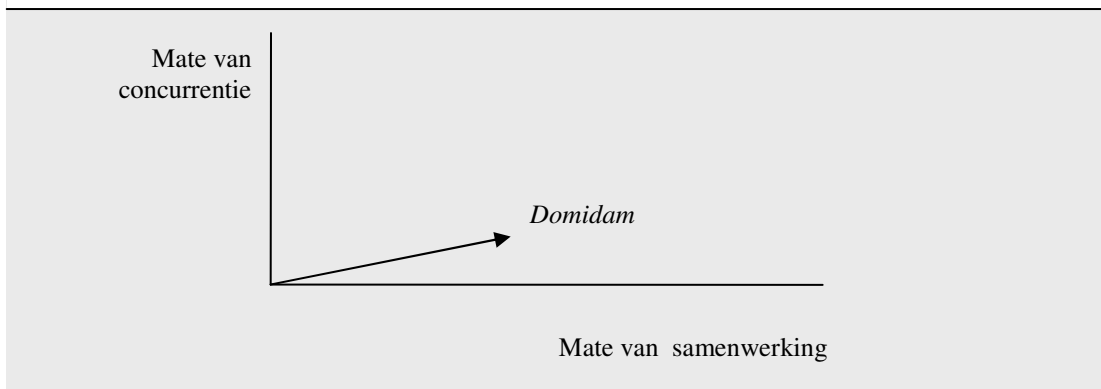 Mate van
concurrentie
Domidam
Mate van samenwerking